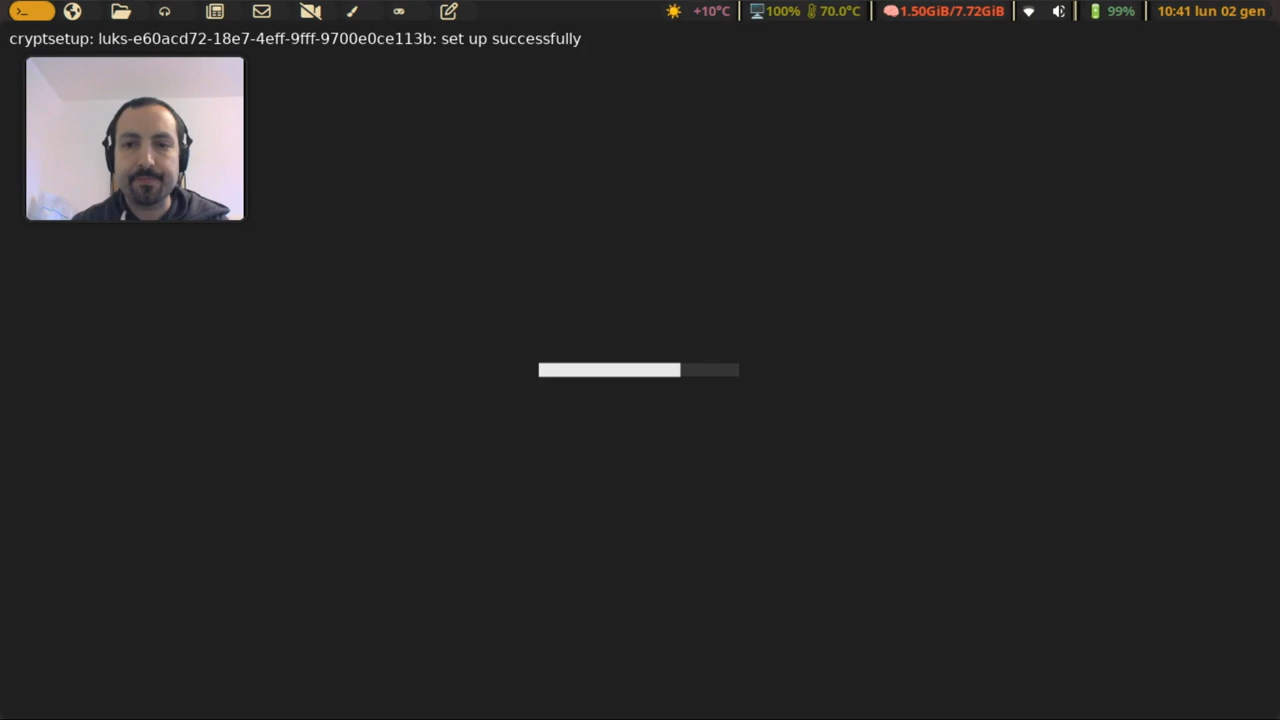 +10°C 100% 70.0°C 1.50GiB/7.72GiB 99% 10:41 lun 02 gen
cryptsetup: luks-e60acd72-18e7-4eff-9fff-9700e0ce113b: set up successfully